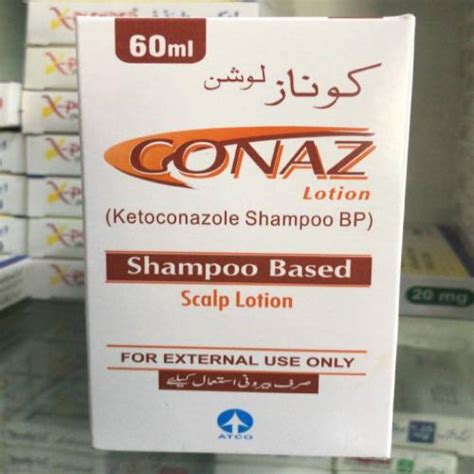 60ml
کوناز لوشن
CONAZ
Lotion
(Ketoconazole Shampoo BP)
Shampoo Based
Scalp Lotion
FOR EXTERNAL USE ONLY
صرف بیرونی استعمال کیلئے
ATCO
20 mg